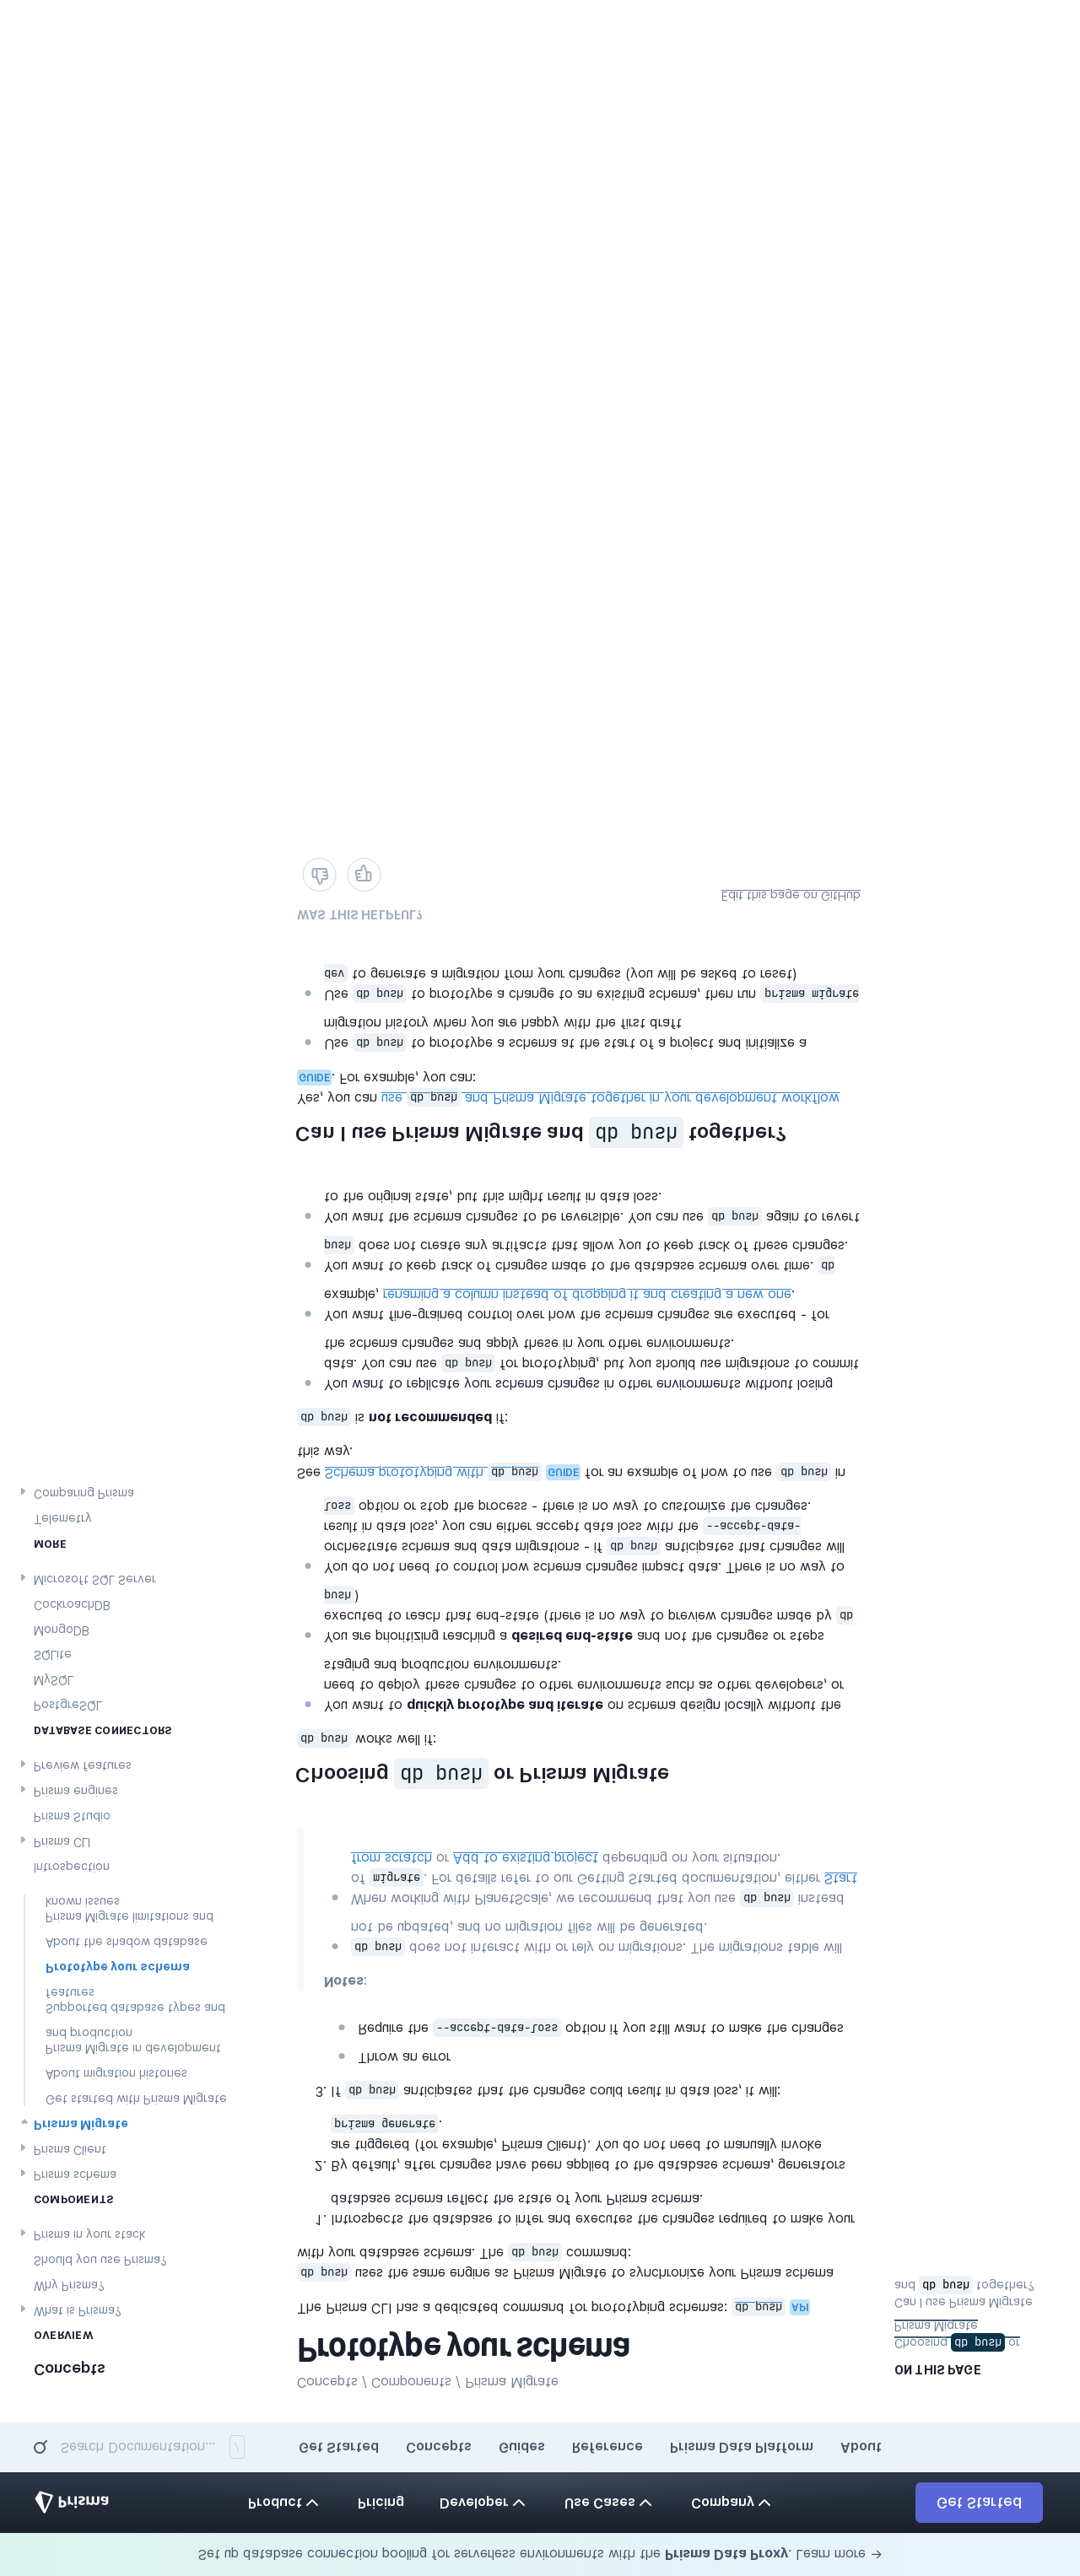 Set up database connection pooling for serverless environments with the Prisma Data Proxy. Learn more →
Prisma
Product
Pricing
Developer
Use Cases
Company
Get Started
Search Documentation... /
Get Started
Concepts
Guides
Reference
Prisma Data Platform
About
Concepts
OVERVIEW
What is Prisma?
Why Prisma?
Should you use Prisma?
Prisma in your stack
COMPONENTS
Prisma schema
Prisma Client
Prisma Migrate
Get started with Prisma Migrate
About migration histories
Prisma Migrate in development
and production
Supported database types and
features
Prototype your schema
About the shadow database
Prisma Migrate limitations and
known issues
Introspection
Prisma CLI
Prisma Studio
Prisma engines
Preview features
DATABASE CONNECTORS
PostgreSQL
MySQL
SQLite
MongoDB
CockroachDB
Microsoft SQL Server
MORE
Telemetry
Comparing Prisma
Concepts / Components / Prisma Migrate
Prototype your schema
The Prisma CLI has a dedicated command for prototyping schemas: db push API
db push uses the same engine as Prisma Migrate to synchronize your Prisma schema
with your database schema. The db push command:
1. Introspects the database to infer and executes the changes required to make your
database schema reflect the state of your Prisma schema.
2. By default, after changes have been applied to the database schema, generators
are triggered (for example, Prisma Client). You do not need to manually invoke
prisma generate.
3. If db push anticipates that the changes could result in data loss, it will:
Throw an error
Require the --accept-data-loss option if you still want to make the changes
Notes:
db push does not interact with or rely on migrations. The migrations table will
not be updated, and no migration files will be generated.
When working with PlanetScale, we recommend that you use db push instead
of migrate. For details refer to our Getting Started documentation, either Start
from scratch or Add to existing project depending on your situation.
Choosing db push or Prisma Migrate
db push works well if:
You want to quickly prototype and iterate on schema design locally without the
need to deploy these changes to other environments such as other developers, or
staging and production environments.
You are prioritizing reaching a desired end-state and not the changes or steps
executed to reach that end-state (there is no way to preview changes made by db
push)
You do not need to control how schema changes impact data. There is no way to
orchestrate schema and data migrations - if db push anticipates that changes will
result in data loss, you can either accept data loss with the --accept-data-
loss option or stop the process - there is no way to customize the changes.
See Schema prototyping with db push GUIDE for an example of how to use db push in
this way.
db push is not recommended if:
You want to replicate your schema changes in other environments without losing
data. You can use db push for prototyping, but you should use migrations to commit
the schema changes and apply these in your other environments.
You want fine-grained control over how the schema changes are executed - for
example, renaming a column instead of dropping it and creating a new one.
You want to keep track of changes made to the database schema over time. db
push does not create any artifacts that allow you to keep track of these changes.
You want the schema changes to be reversible. You can use db push again to revert
to the original state, but this might result in data loss.
Can I use Prisma Migrate and db push together?
Yes, you can use db push and Prisma Migrate together in your development workflow
GUIDE. For example, you can:
Use db push to prototype a schema at the start of a project and initialize a
migration history when you are happy with the first draft
Use db push to prototype a change to an existing schema, then run prisma migrate
dev to generate a migration from your changes (you will be asked to reset)
WAS THIS HELPFUL?
Edit this page on GitHub
ON THIS PAGE
Choosing db push or
Prisma Migrate
Can I use Prisma Migrate
and db push together?